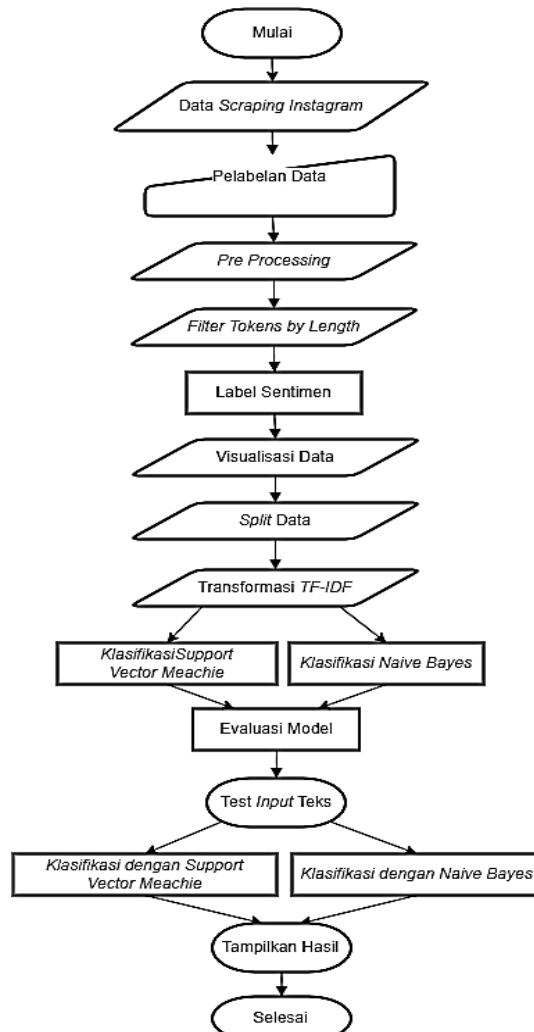 Mulai
Data Scraping Instagram
Pelabelan Data
Pre Processing
Filter Tokens by Length
Label Sentimen
Visualisasi Data
Split Data
Transformasi TF-IDF
KlasifikasiSupport
Vector Meachie
Klasifikasi Naive Bayes
Evaluasi Model
Test Input Teks
Klasifikasi dengan Support
Vector Meachie
Klasifikasi dengan Naive Bayes
Tampilkan Hasil
Selesai